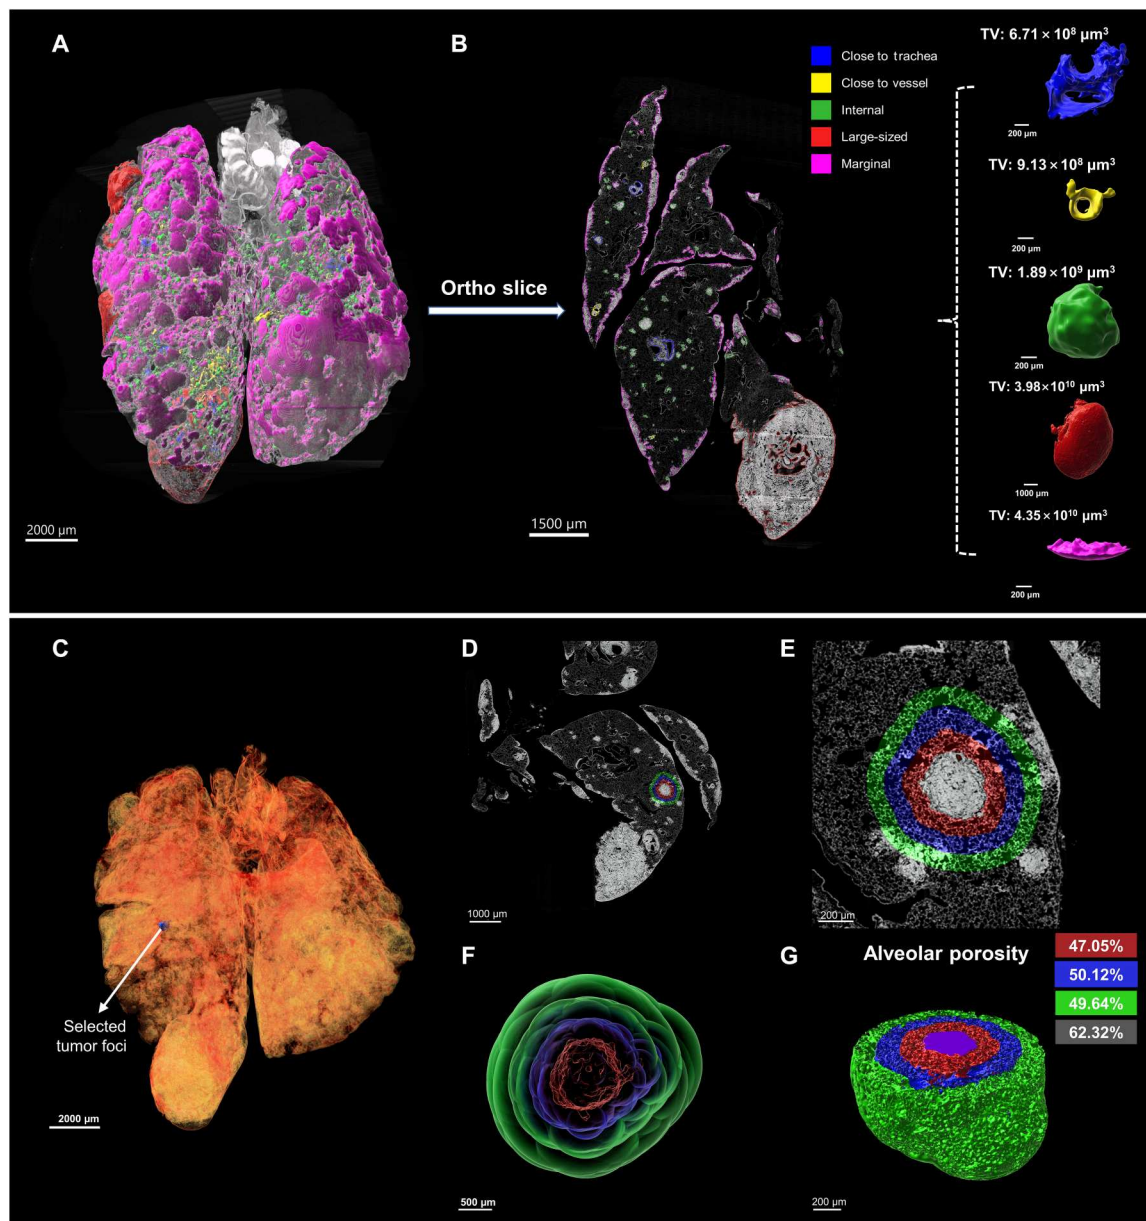 A
B
Close to trachea
Close to vessel
Internal
Large-sized
Marginal
Ortho slice
2000 µm
1500 µm
TV: 6.71 × 10⁸ µm³
200 µm
TV: 9.13 × 10⁸ µm³
200 µm
TV: 1.89 × 10⁹ µm³
200 µm
TV: 3.98×10¹⁰ µm³
1000 µm
TV: 4.35 × 10¹⁰ µm³
200 µm
C
Selected
tumor foci
2000 µm
D
1000 µm
E
200 µm
F
500 µm
G
Alveolar porosity
47.05%
50.12%
49.64%
62.32%
200 µm